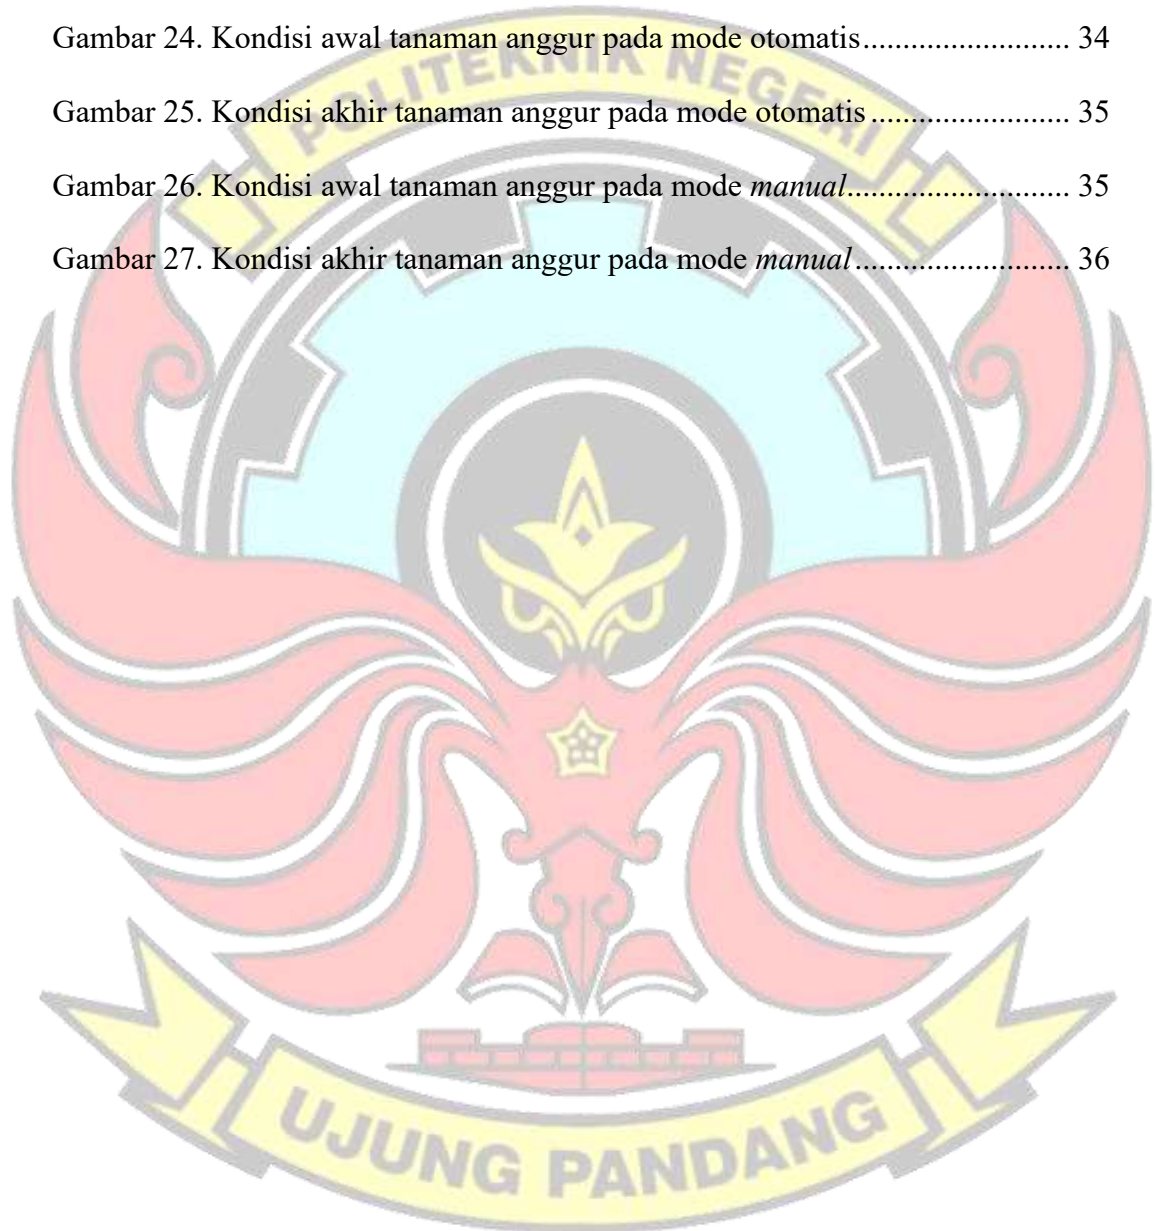 Gambar 24. Kondisi awal tanaman anggur pada mode otomatis.......................... 34
POLITEKNIK NEGERI
Gambar 25. Kondisi akhir tanaman anggur pada mode otomatis......................... 35
Gambar 26. Kondisi awal tanaman anggur pada mode manual............................ 35
Gambar 27. Kondisi akhir tanaman anggur pada mode manual........................... 36
UJUNG PANDANG